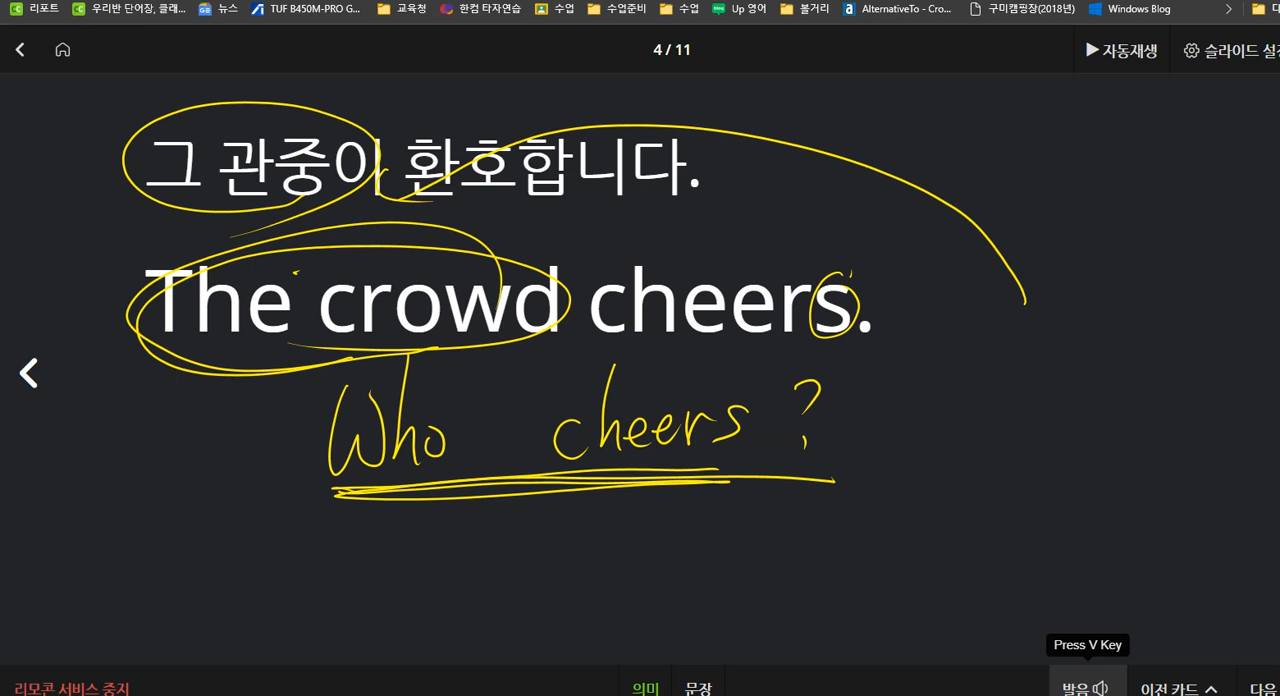 리포트 우리반 단어장, 클래... 뉴스 TUF B450M-PRO G... 교육청 한컴 타자연습 수업 수업준비 수업 Up 영어 볼거리 AlternativeTo - Cro... 구미캠핑장(2018년) Windows Blog
4 / 11 자동재생 슬라이드 설정
그 관중이 환호합니다.
The crowd cheers.
Who cheers?
Press V Key
리모콘 서비스 중지 의미 문장 발음 이전 카드 다음